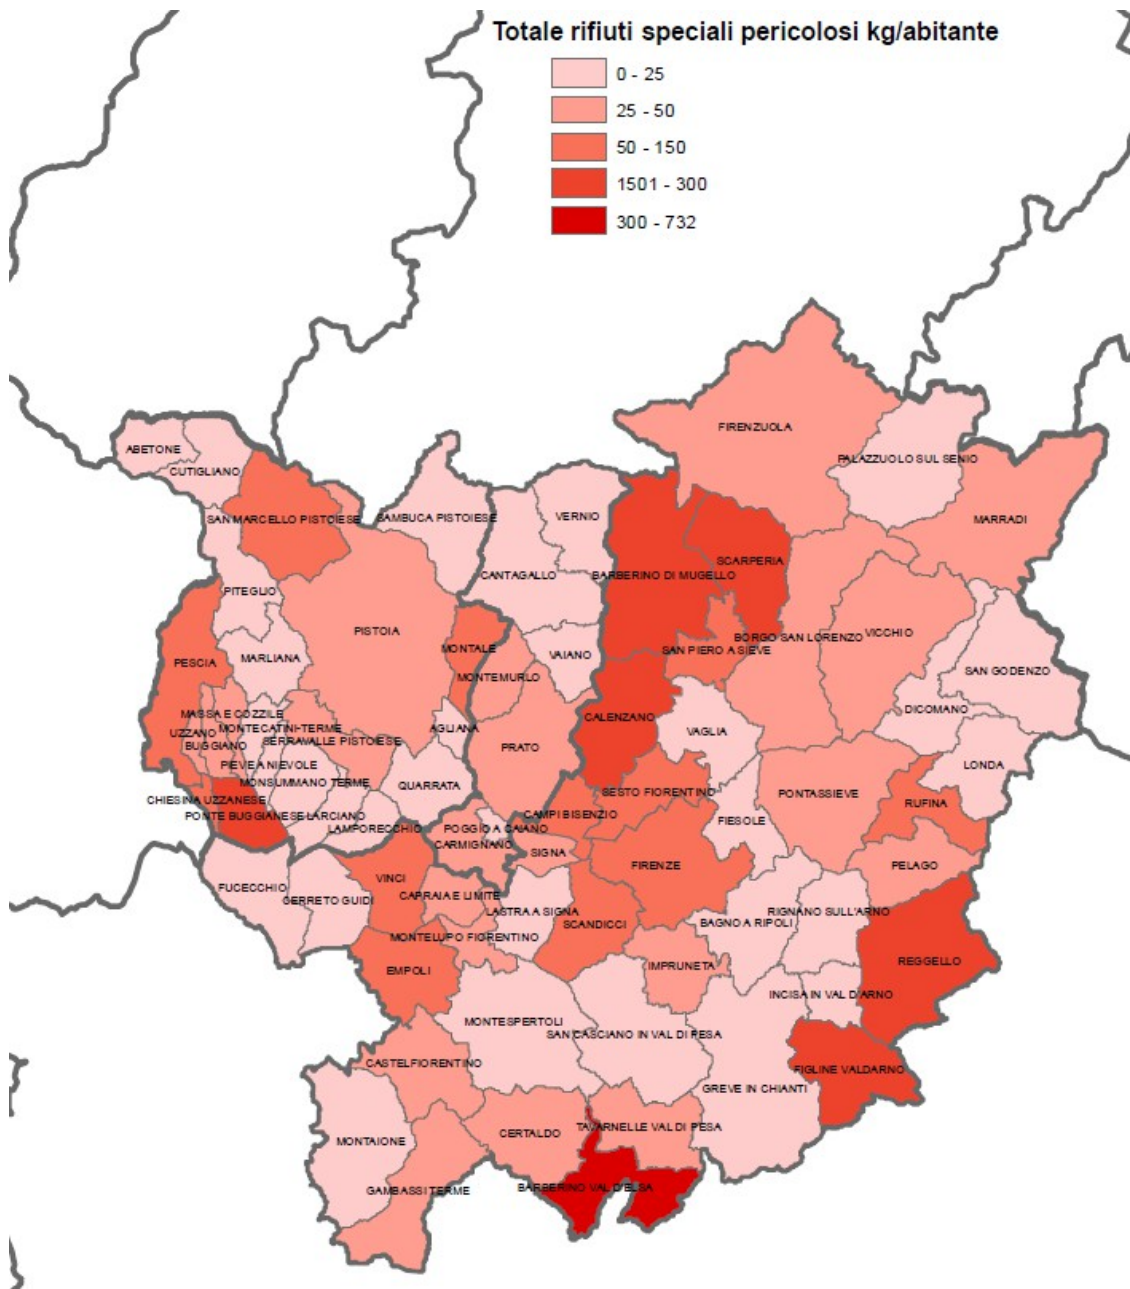 Totale rifiuti speciali pericolosi kg/abitante
0 - 25
25 - 50
50 - 150
1501 - 300
300 - 732
FIRENZUOLA
ABETONE
PALAZZUOLO SUL SENIO
CUTIGLIANO
SAN MARCELLO PISTOIESE
SAMBUCA PISTOIESE
VERNIO
MARRADI
SCARPERIA
CANTAGALLO
BARBERINO DI MUGELLO
PITEGLIO
PISTOIA
VICCHIO
BORGO SAN LORENZO
MONTALE
SAN PIERO A SIEVE
VAIANO
MARLIANA
PESCIA
SAN GODENZO
MONTEMURLO
DICOMANO
MASSA E COZZILE
CALENZANO
MONTECATINI-TERME
AGLIANA
VAGLIA
UZZANO
SERRAVALLE PISTOIESE
BUGGIANO
PRATO
PIEVE A NIEVOLE
LONDA
MONSUMMANO TERME
QUARRATA
SESTO FIORENTINO
PONTASSIEVE
CHIESINA UZZANESE
RUFINA
PONTE BUGGIANESE
LARCIANO
CAMPI BISENZIO
FIESOLE
LAMPORECCHIO
POGGIO A CAIANO
CARMIGNANO
SIGNA
FIRENZE
PELAGO
VINCI
FUCECCHIO
CERRETO GUIDI
CAPRAIA E LIMITE
LASTRA A SIGNA
RIGNANO SULL'ARNO
SCANDICCI
BAGNO A RIPOLI
MONTELUPO FIORENTINO
REGGELLO
IMPRUNETA
EMPOLI
INCISA IN VAL D'ARNO
MONTESPERTOLI
SAN CASCIANO IN VAL DI PESA
CASTELFIORENTINO
FIGLINE VALDARNO
GREVE IN CHIANTI
TAVARNELLE VAL DI PESA
CERTALDO
MONTAIONE
BARBERINO VAL D'ELSA
GAMBASSI TERME